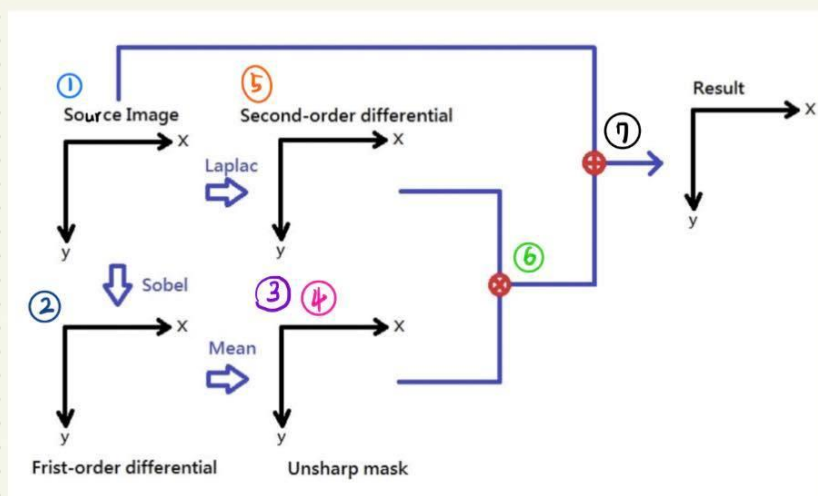 ① Source Image
⑤ Second-order differential
Result
x
y
x
y
x
y
Laplac
⑦
⑥
Sobel
②
③ ④
x
y
x
y
Mean
Frist-order differential
Unsharp mask